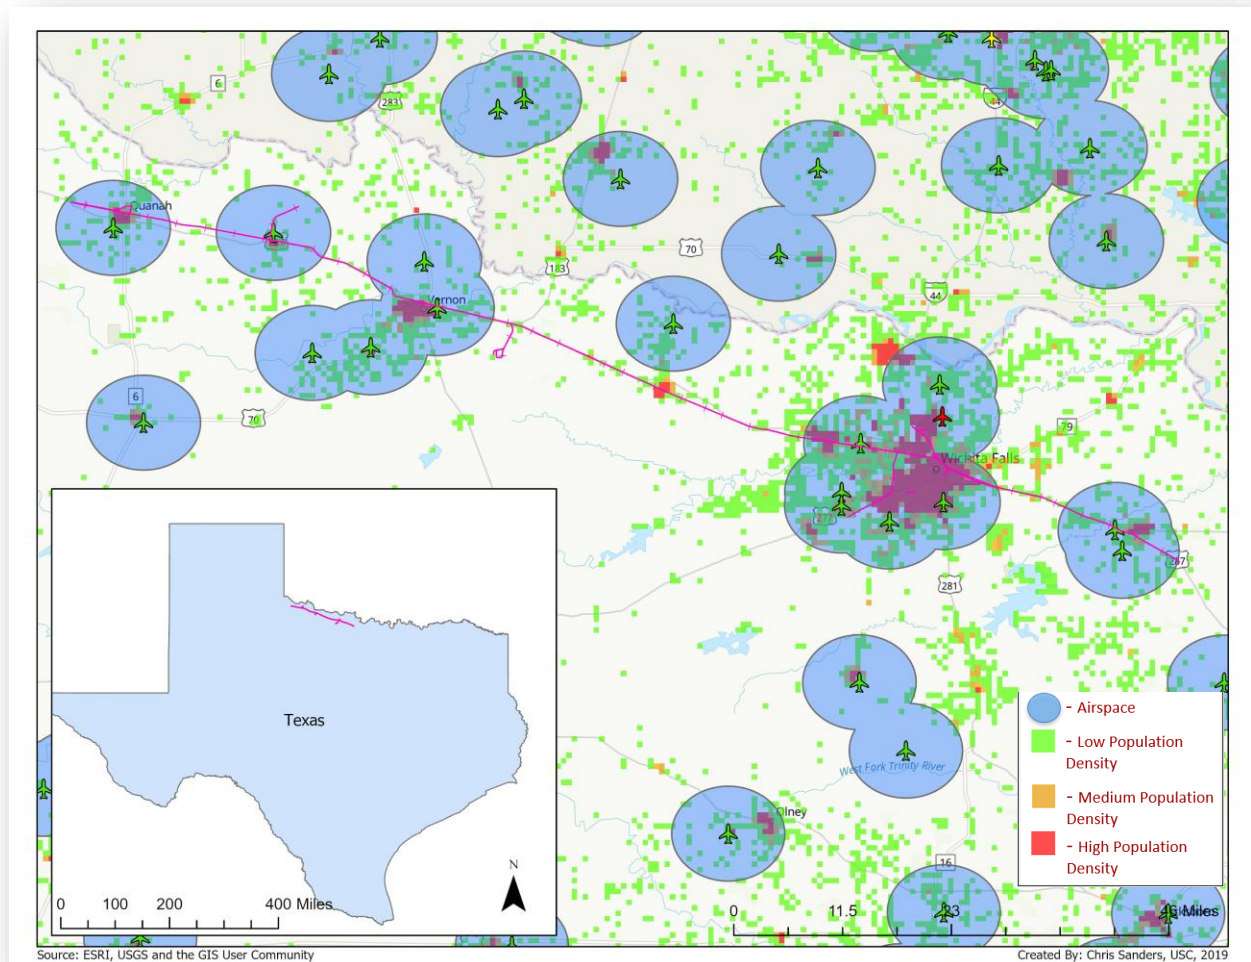 6
283
44
Quanah
70
183
44
Vernon
6
70
79
Wichita Falls
277
287
281
Texas
- Airspace
- Low Population
Density
- Medium Population
Density
- High Population
Density
West Fork Trinity River
Olney
16
N
0 100 200 400 Miles
0 11.5 23 46 Miles
Source: ESRI, USGS and the GIS User Community
Created By: Chris Sanders, USC, 2019